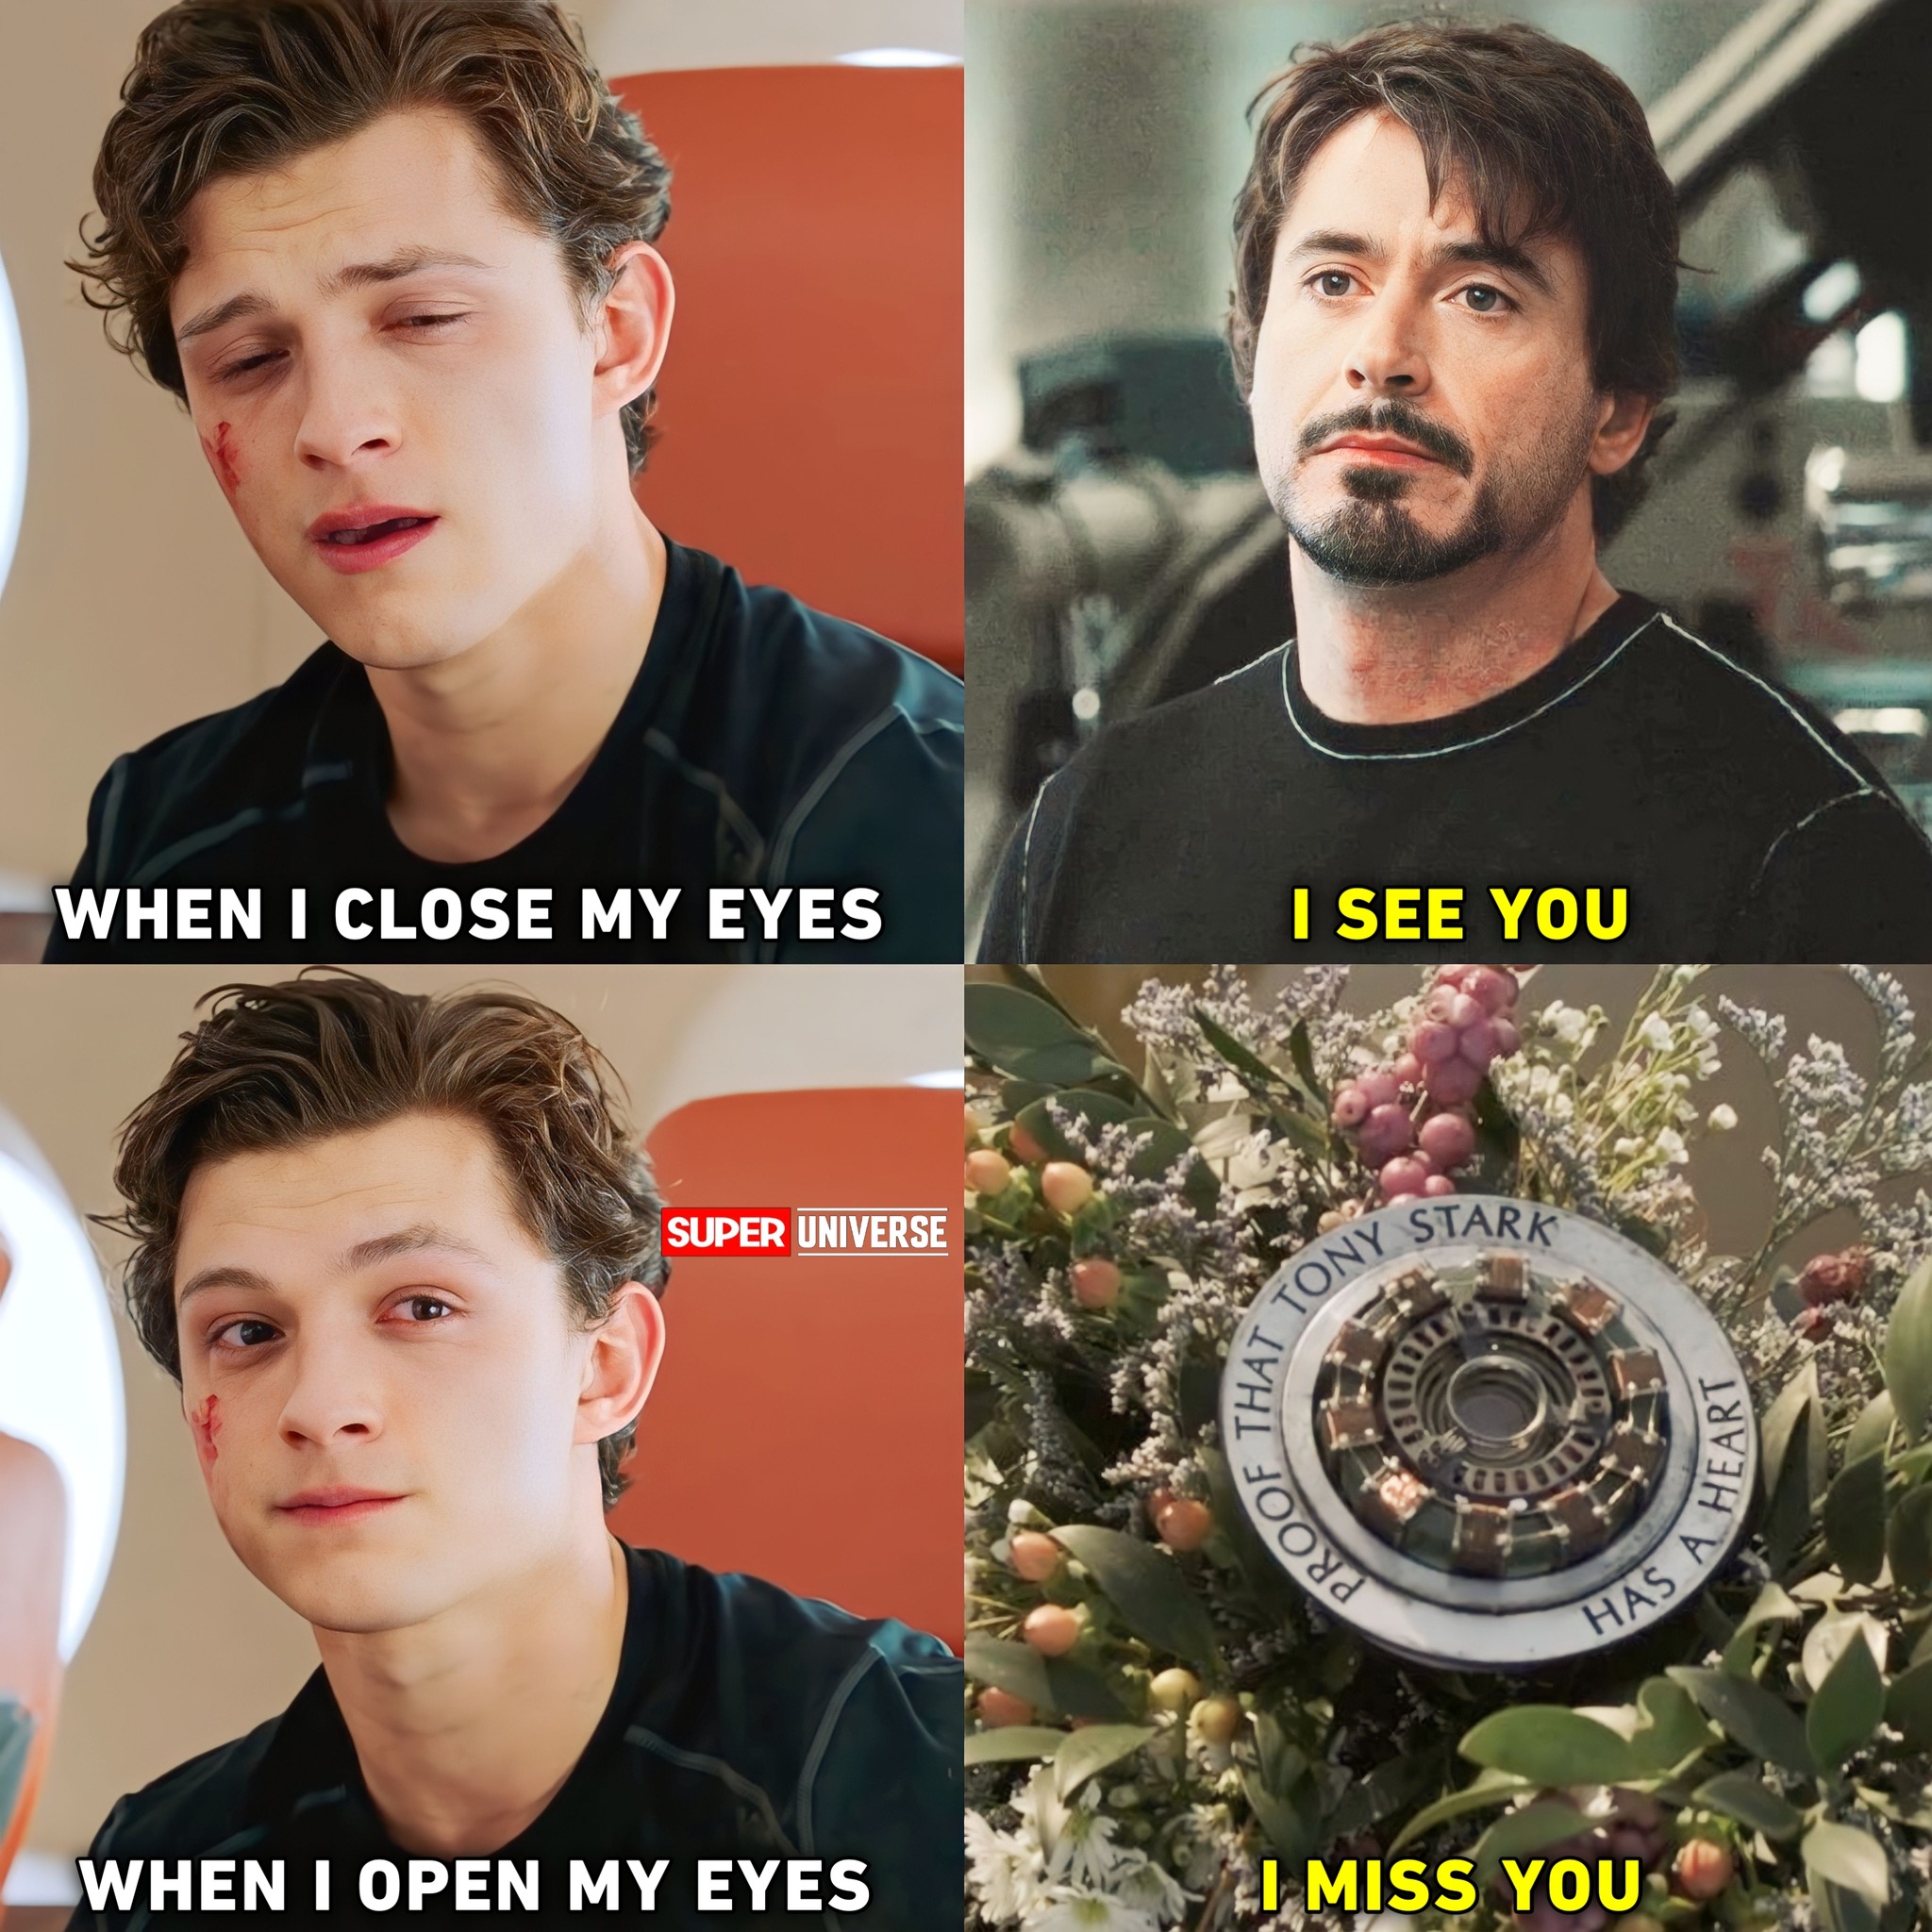 WHEN I CLOSE MY EYES
I SEE YOU
SUPER UNIVERSE
PROOF THAT TONY STARK HAS A HEART
WHEN I OPEN MY EYES
I MISS YOU